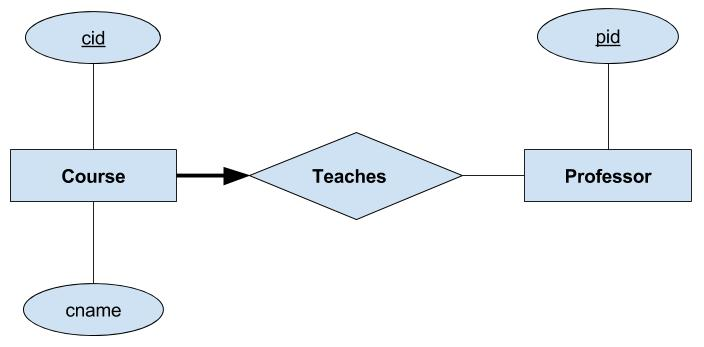 cid
pid
Course
Teaches
Professor
cname